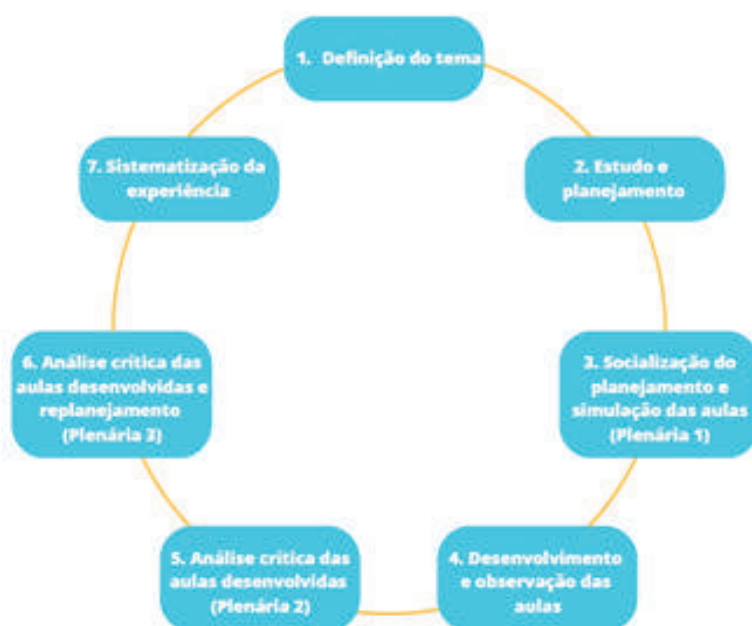 1. Definição do tema
2. Estudo e
planejamento
3. Socialização do
planejamento e
simulação das aulas
(Plenária 1)
4. Desenvolvimento
e observação das
aulas
5. Análise crítica das
aulas desenvolvidas
(Plenária 2)
6. Análise crítica das
aulas desenvolvidas e
replanejamento
(Plenária 3)
7. Sistematização da
experiência